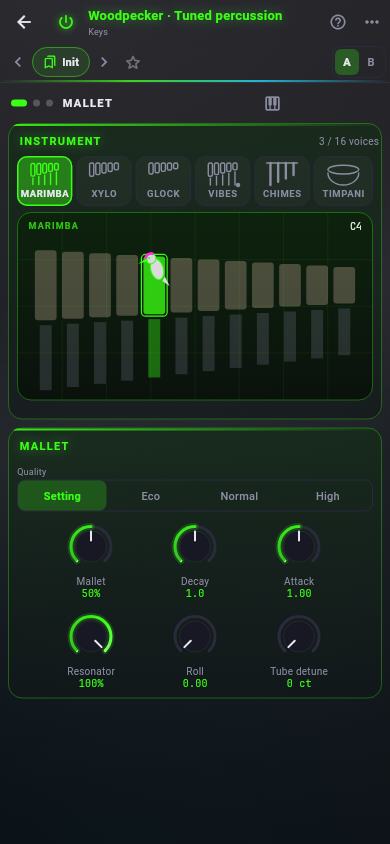 Woodpecker · Tuned percussion
Keys
Init
A B
MALLET
INSTRUMENT
3 / 16 voices
MARIMBA XYLO GLOCK VIBES CHIMES TIMPANI
MARIMBA
C4
MALLET
Quality
Setting Eco Normal High
Mallet Decay Attack
50% 1.0 1.00
Resonator Roll Tube detune
100% 0.00 0 ct